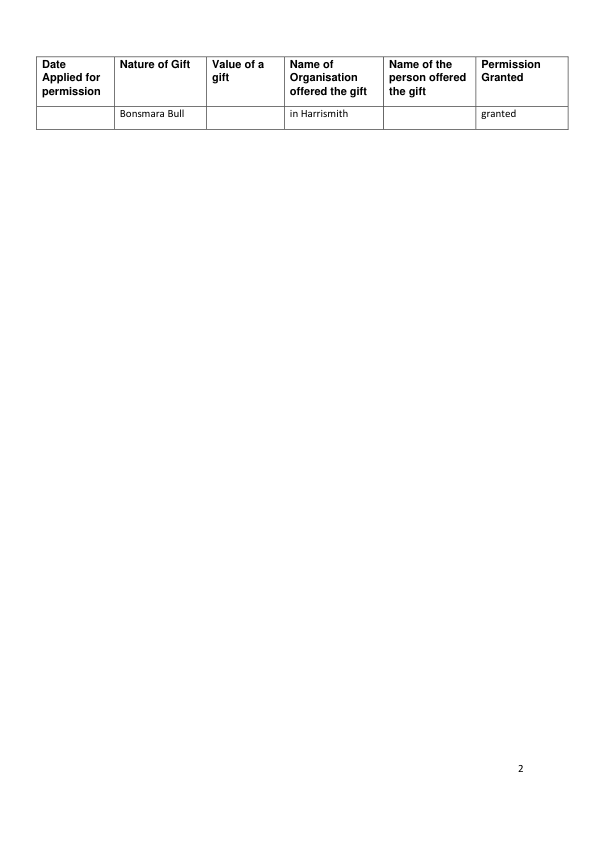 Date Applied for permission | Nature of Gift | Value of a gift | Name of Organisation offered the gift | Name of the person offered the gift | Permission Granted
Bonsmara Bull | in Harrismith | granted
2